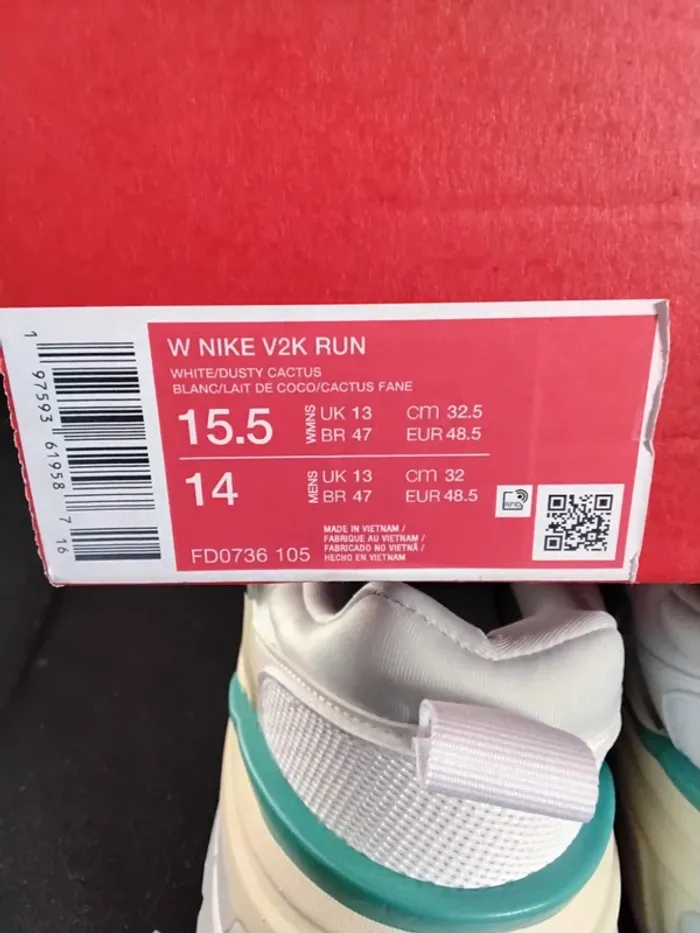 W NIKE V2K RUN
WHITE/DUSTY CACTUS
BLANC/LAIT DE COCO/CACTUS FANE
15.5 WMNS UK 13 cm 32.5
BR 47 EUR 48.5
14 MENS UK 13 cm 32
BR 47 EUR 48.5
RFID
FD0736 105
MADE IN VIETNAM /
FABRIQUE AU VIETNAM /
FABRICADO NO VIETNÃ /
HECHO EN VIETNAM
1 97593 61958 7 16